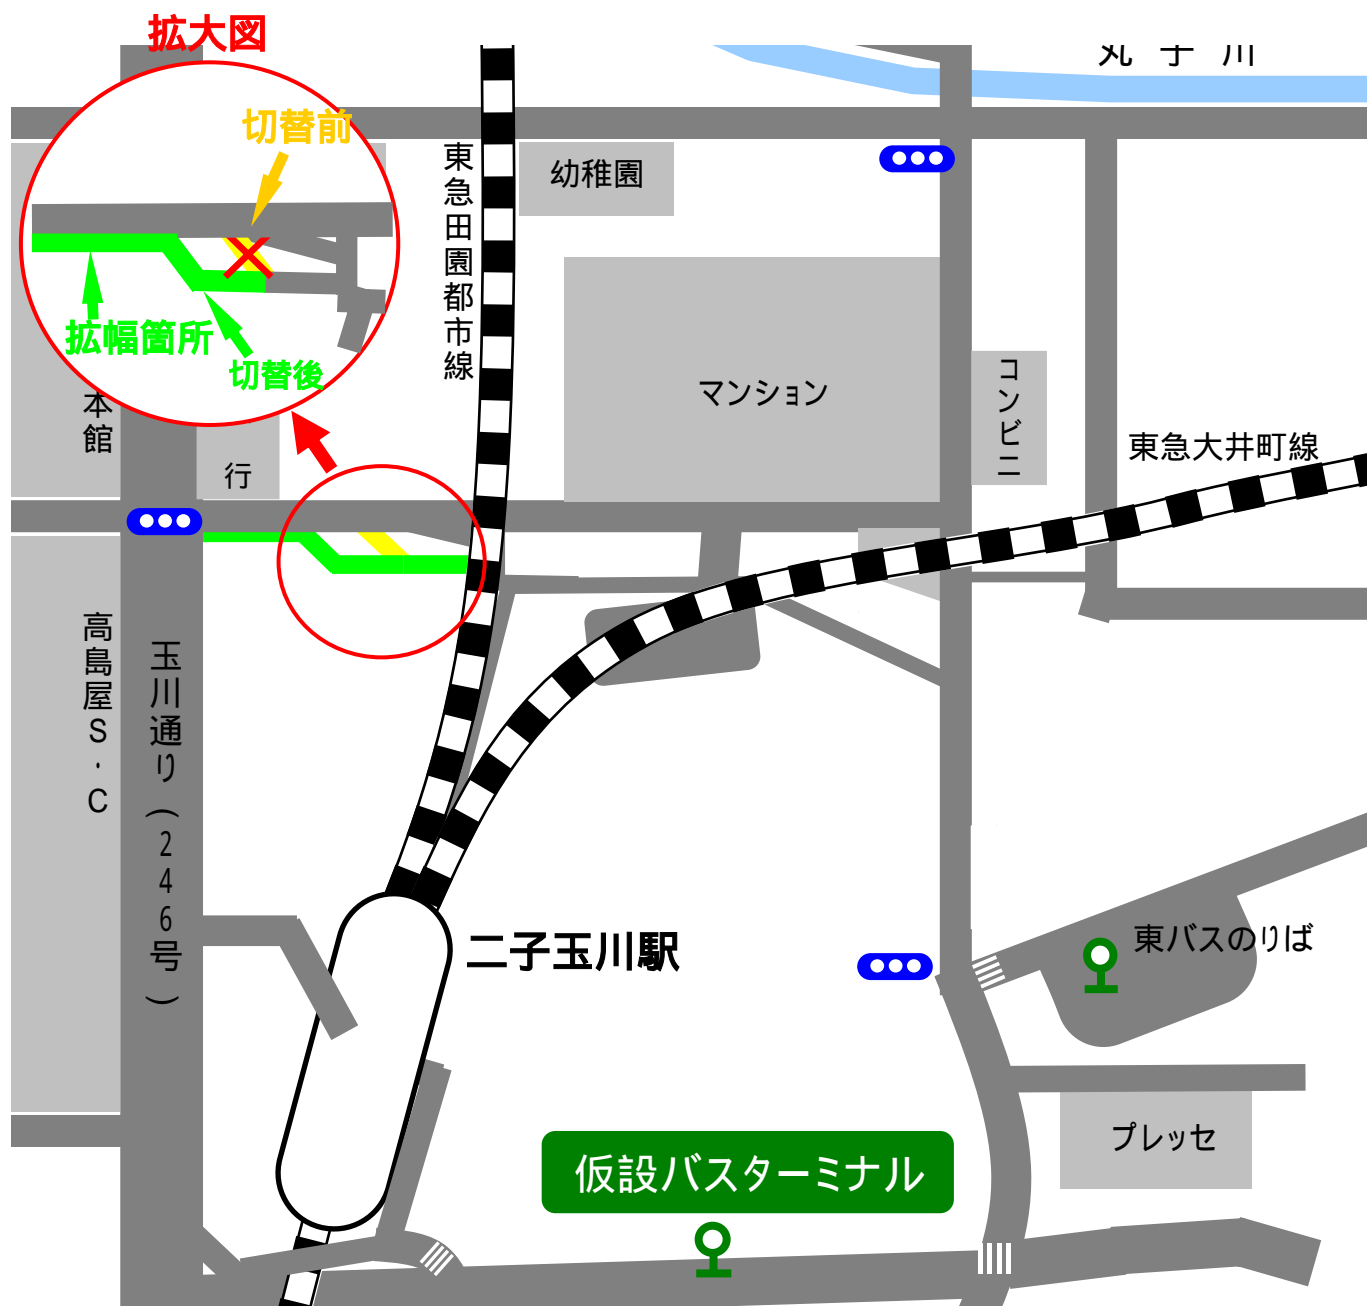 拡大図
丸子川
切替前
東急田園都市線
幼稚園
拡幅箇所
切替後
マンション
コンビニ
本館
行
東急大井町線
高島屋S・C
玉川通り(246号)
二子玉川駅
東バスのりば
プレッセ
仮設バスターミナル